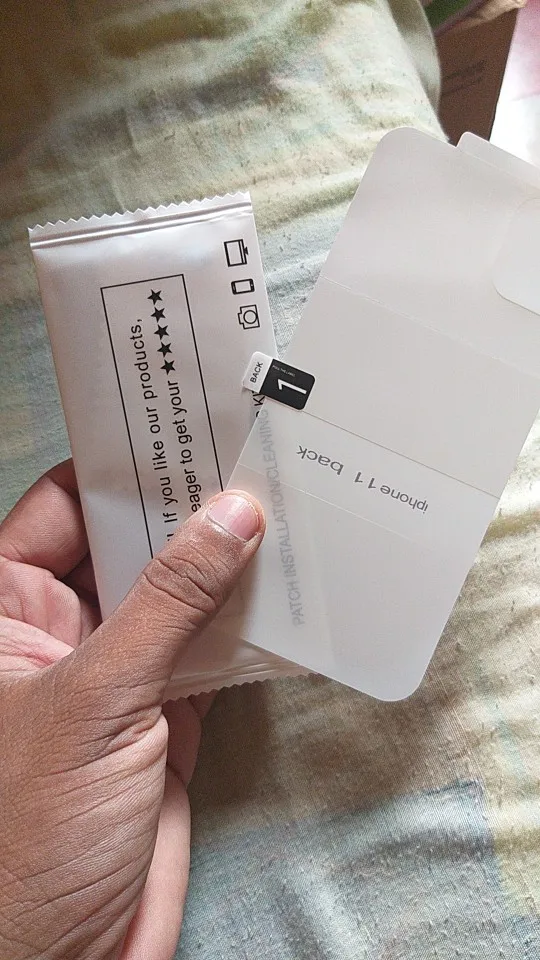 If you like our products,
eager to get your ★★★★★
PATCH INSTALLATION CLEANING K
BACK
1
iphone 11 back